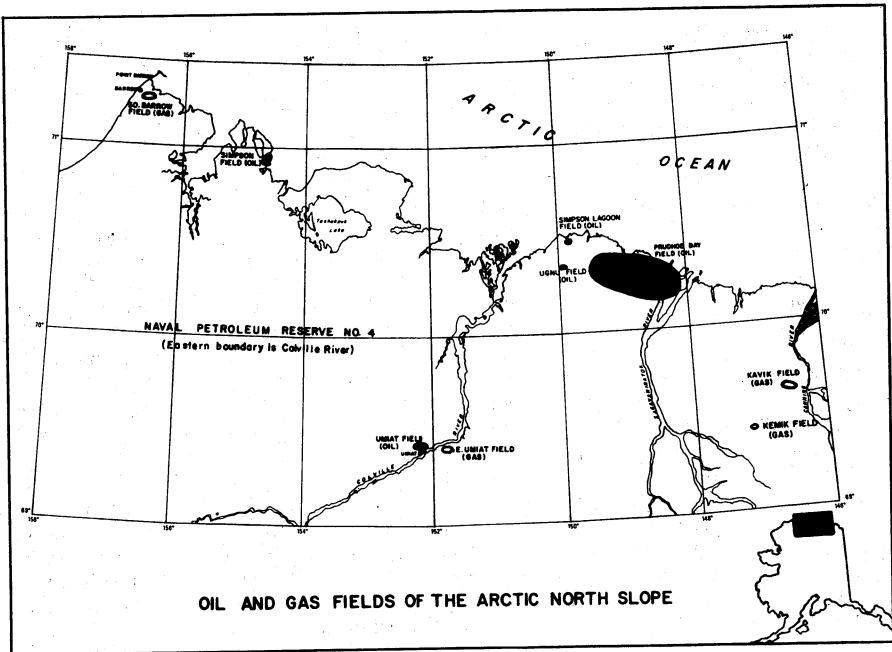 158°
156°
154°
152°
150°
148°
146°
POINT BARROW
BARROW
SO. BARROW
FIELD (GAS)
ARCTIC
OCEAN
71°
71°
SIMPSON
FIELD (OIL)
Teshekpuk
Lake
SIMPSON LAGOON
FIELD (OIL)
PRUDHOE BAY
FIELD (OIL)
UGNU FIELD
(OIL)
70°
70°
NAVAL PETROLEUM RESERVE NO. 4
(Eastern boundary is Colville River)
RIVER
SAGAVANIRKTOK
RIVER
CANNING
KAVIK FIELD
(GAS)
KEMIK FIELD
(GAS)
UMIAT FIELD
(OIL)
UMIAT
E. UMIAT FIELD
(GAS)
RIVER
COLVILLE
69°
69°
158°
156°
154°
152°
150°
148°
146°
OIL AND GAS FIELDS OF THE ARCTIC NORTH SLOPE